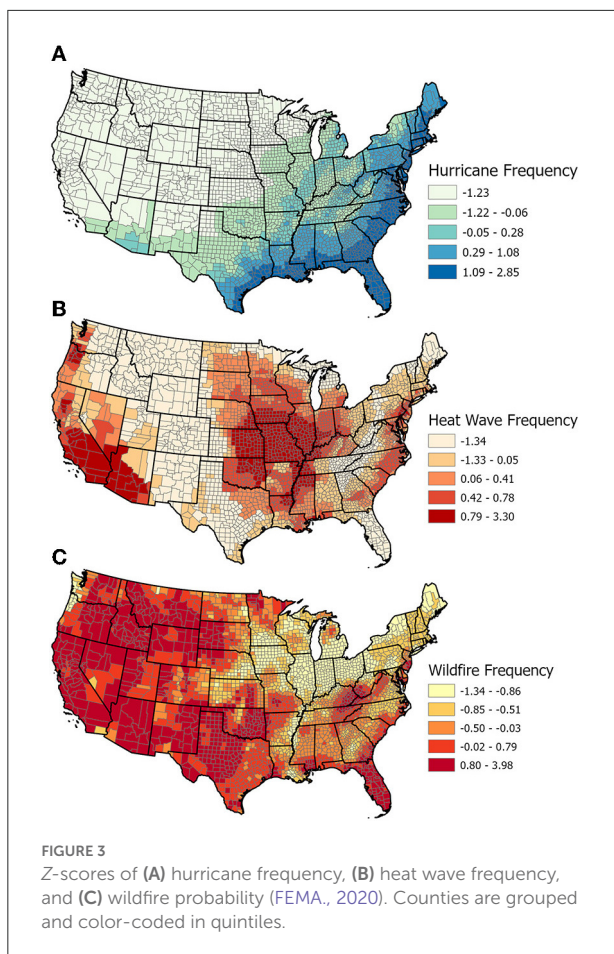 A
Hurricane Frequency
-1.23
-1.22 - -0.06
-0.05 - 0.28
0.29 - 1.08
1.09 - 2.85
B
Heat Wave Frequency
-1.34
-1.33 - 0.05
0.06 - 0.41
0.42 - 0.78
0.79 - 3.30
C
Wildfire Frequency
-1.34 - -0.86
-0.85 - -0.51
-0.50 - -0.03
-0.02 - 0.79
0.80 - 3.98
FIGURE 3
Z-scores of (A) hurricane frequency, (B) heat wave frequency,
and (C) wildfire probability (FEMA., 2020). Counties are grouped
and color-coded in quintiles.